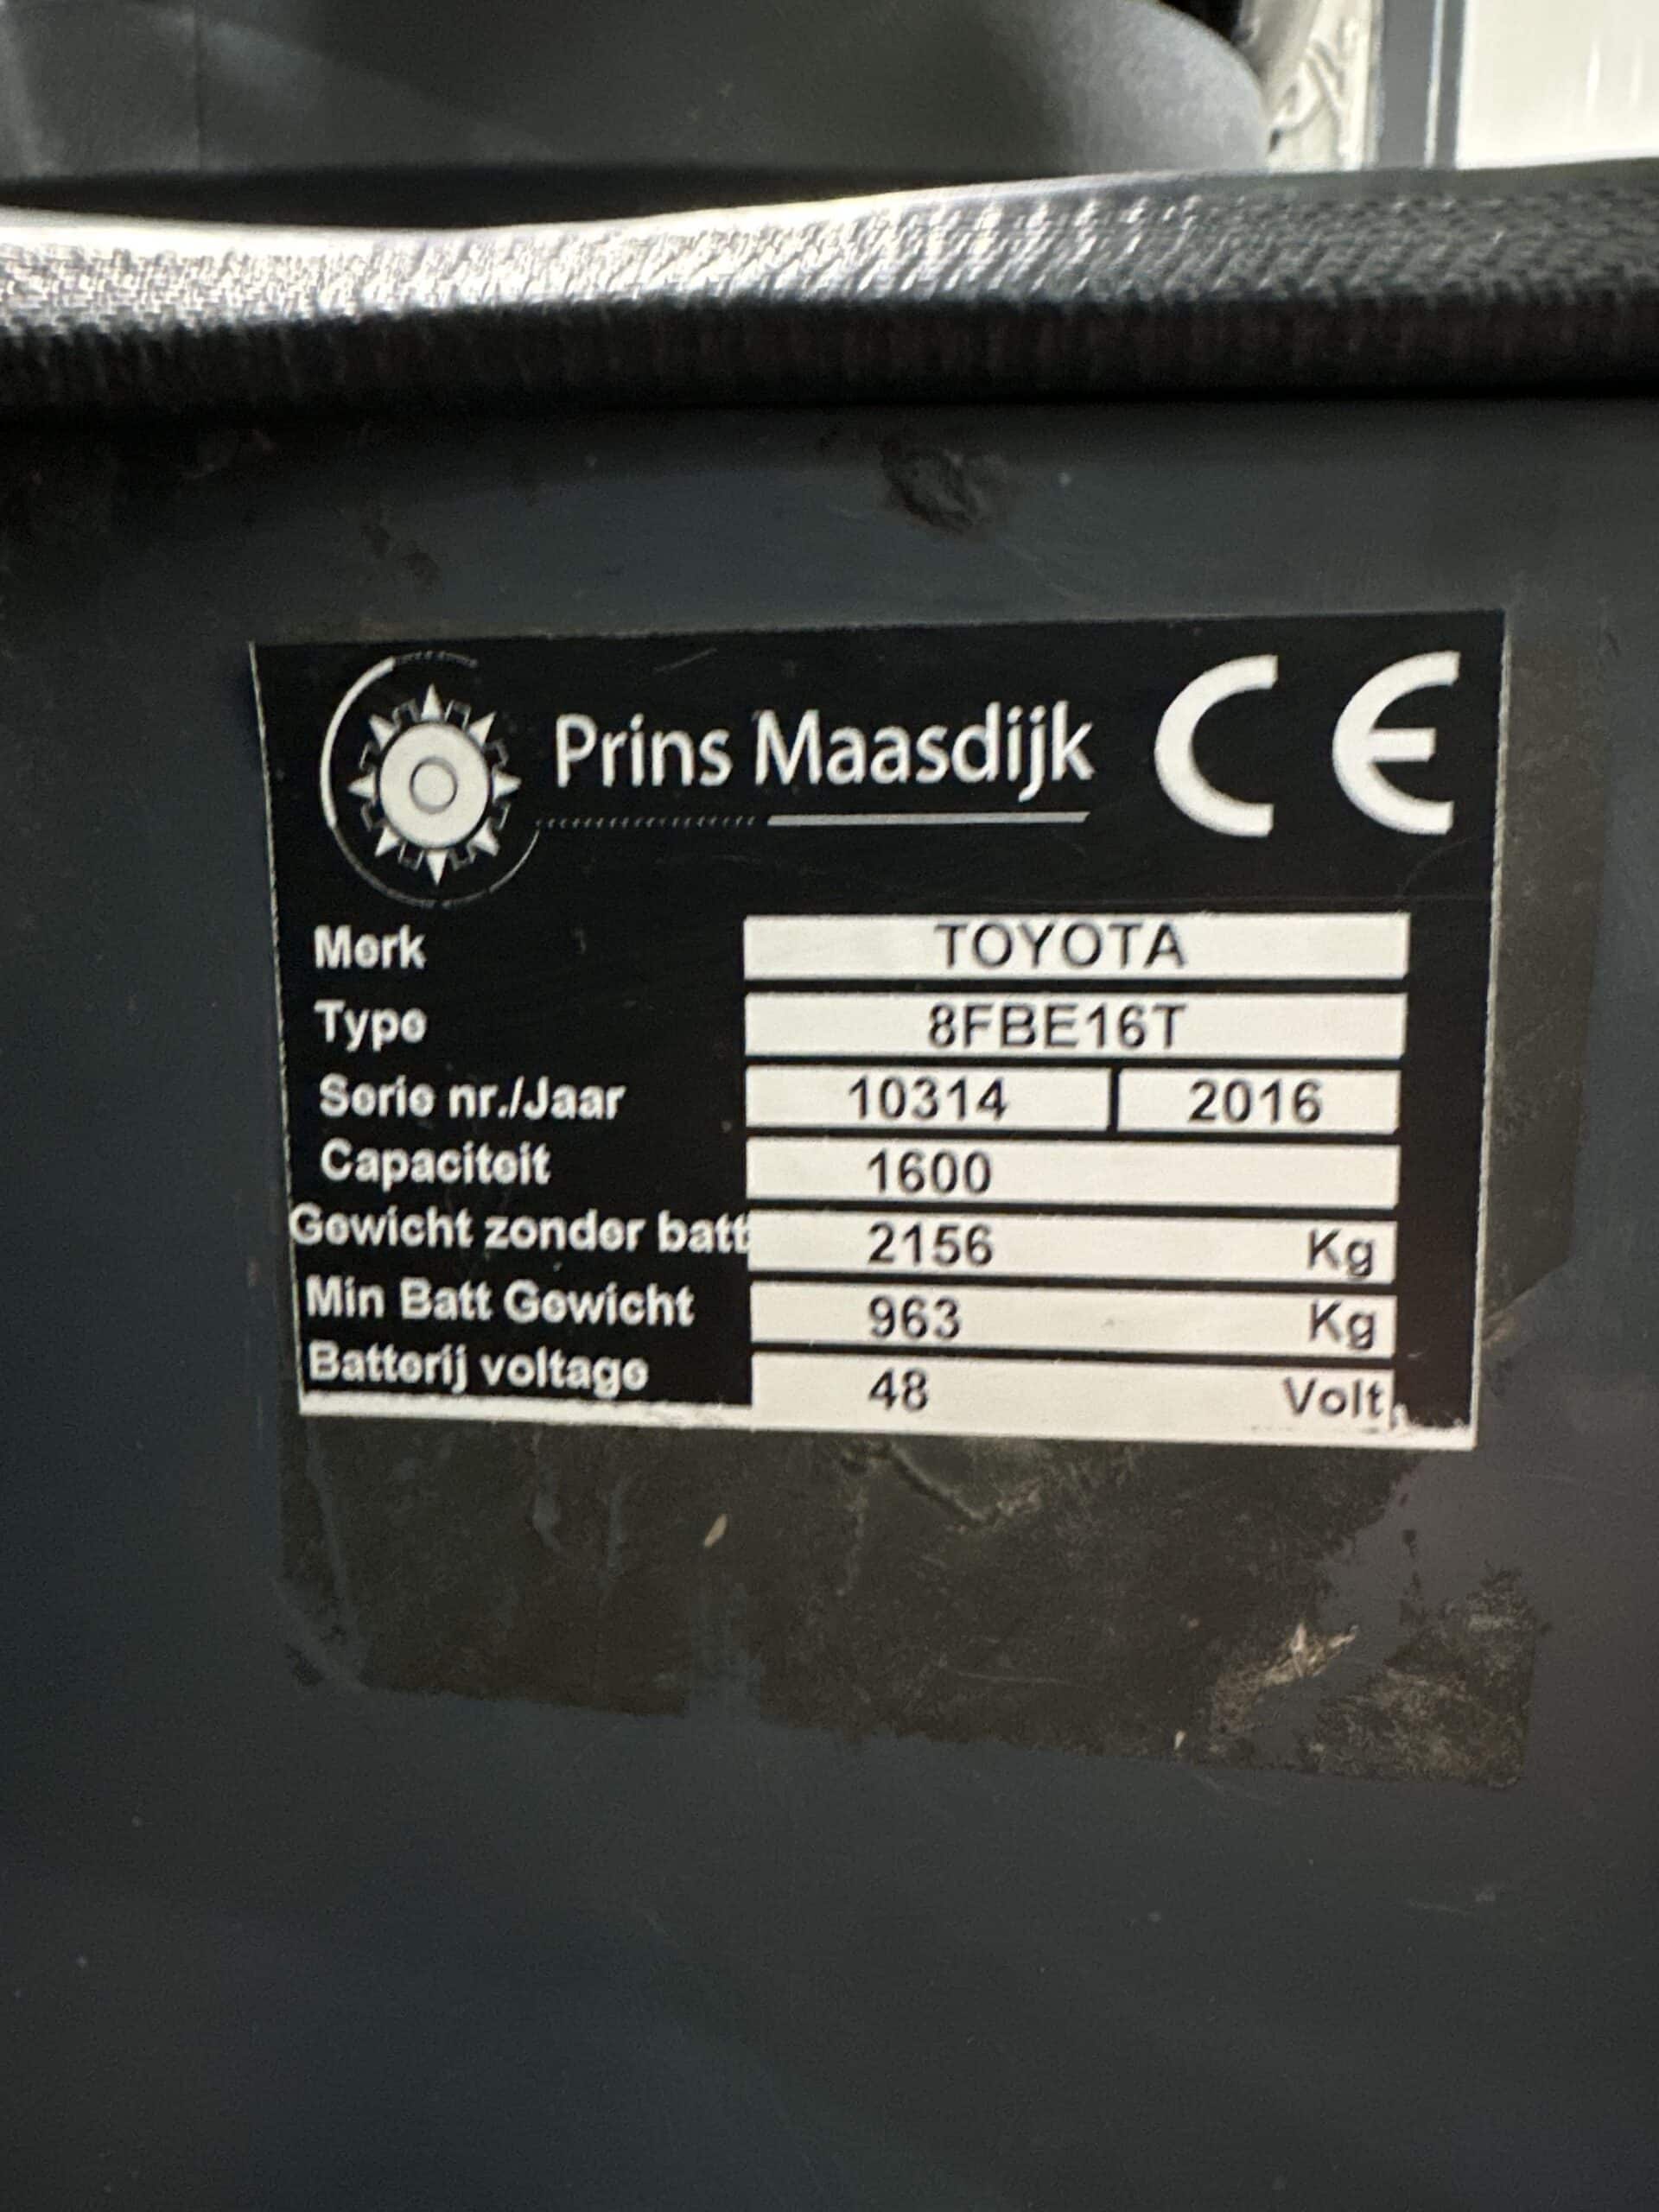 Prins Maasdijk CE
Merk TOYOTA
Type 8FBE16T
Serie nr./Jaar 10314 2016
Capaciteit 1600
Gewicht zonder batt 2156 Kg
Min Batt Gewicht 963 Kg
Batterij voltage 48 Volt